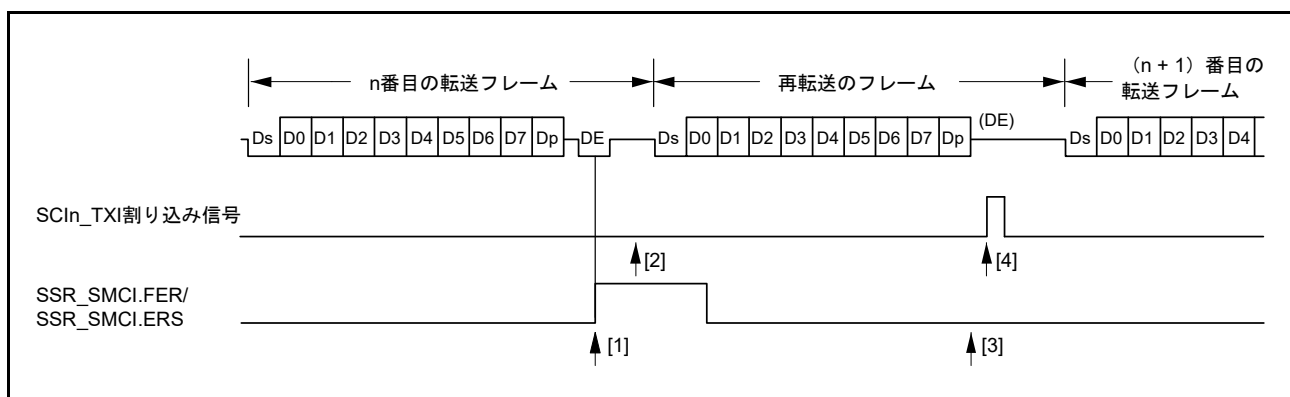 n番目の転送フレーム
再転送のフレーム
(n + 1) 番目の
転送フレーム
Ds D0 D1 D2 D3 D4 D5 D6 D7 Dp DE Ds D0 D1 D2 D3 D4 D5 D6 D7 Dp (DE) Ds D0 D1 D2 D3 D4
SCIn_TXI割り込み信号
[2] [4]
SSR_SMCI.FER/
SSR_SMCI.ERS
[1] [3]